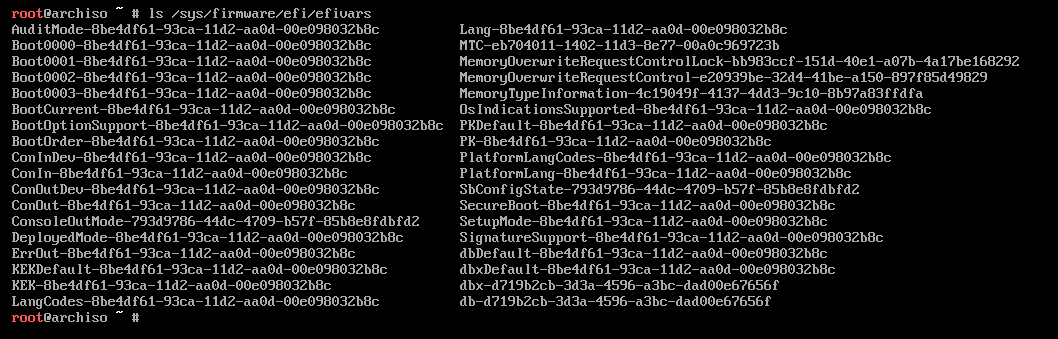 root@archiso ~ # ls /sys/firmware/efi/efivars
AuditMode-8be4df61-93ca-11d2-aa0d-00e098032b8c Lang-8be4df61-93ca-11d2-aa0d-00e098032b8c
Boot0000-8be4df61-93ca-11d2-aa0d-00e098032b8c MTC-eb704011-1402-11d3-8e77-00a0c969723b
Boot0001-8be4df61-93ca-11d2-aa0d-00e098032b8c MemoryOverwriteRequestControlLock-bb983ccf-151d-40e1-a07b-4a17be168292
Boot0002-8be4df61-93ca-11d2-aa0d-00e098032b8c MemoryOverwriteRequestControl-e20939be-32d4-41be-a150-897f85d49829
Boot0003-8be4df61-93ca-11d2-aa0d-00e098032b8c MemoryTypeInformation-4c19049f-4137-4dd3-9c10-8b97a83ffdfa
BootCurrent-8be4df61-93ca-11d2-aa0d-00e098032b8c OsIndicationsSupported-8be4df61-93ca-11d2-aa0d-00e098032b8c
BootOptionSupport-8be4df61-93ca-11d2-aa0d-00e098032b8c PKDefault-8be4df61-93ca-11d2-aa0d-00e098032b8c
BootOrder-8be4df61-93ca-11d2-aa0d-00e098032b8c PK-8be4df61-93ca-11d2-aa0d-00e098032b8c
ConInDev-8be4df61-93ca-11d2-aa0d-00e098032b8c PlatformLangCodes-8be4df61-93ca-11d2-aa0d-00e098032b8c
ConIn-8be4df61-93ca-11d2-aa0d-00e098032b8c PlatformLang-8be4df61-93ca-11d2-aa0d-00e098032b8c
ConOutDev-8be4df61-93ca-11d2-aa0d-00e098032b8c SbConfigState-793d9786-44dc-4709-b57f-85b8e8fdbfd2
ConOut-8be4df61-93ca-11d2-aa0d-00e098032b8c SecureBoot-8be4df61-93ca-11d2-aa0d-00e098032b8c
ConsoleOutMode-793d9786-44dc-4709-b57f-85b8e8fdbfd2 SetupMode-8be4df61-93ca-11d2-aa0d-00e098032b8c
DeployedMode-8be4df61-93ca-11d2-aa0d-00e098032b8c SignatureSupport-8be4df61-93ca-11d2-aa0d-00e098032b8c
ErrOut-8be4df61-93ca-11d2-aa0d-00e098032b8c dbDefault-8be4df61-93ca-11d2-aa0d-00e098032b8c
KEKDefault-8be4df61-93ca-11d2-aa0d-00e098032b8c dbxDefault-8be4df61-93ca-11d2-aa0d-00e098032b8c
KEK-8be4df61-93ca-11d2-aa0d-00e098032b8c dbx-d719b2cb-3d3a-4596-a3bc-dad00e67656f
LangCodes-8be4df61-93ca-11d2-aa0d-00e098032b8c db-d719b2cb-3d3a-4596-a3bc-dad00e67656f
root@archiso ~ #